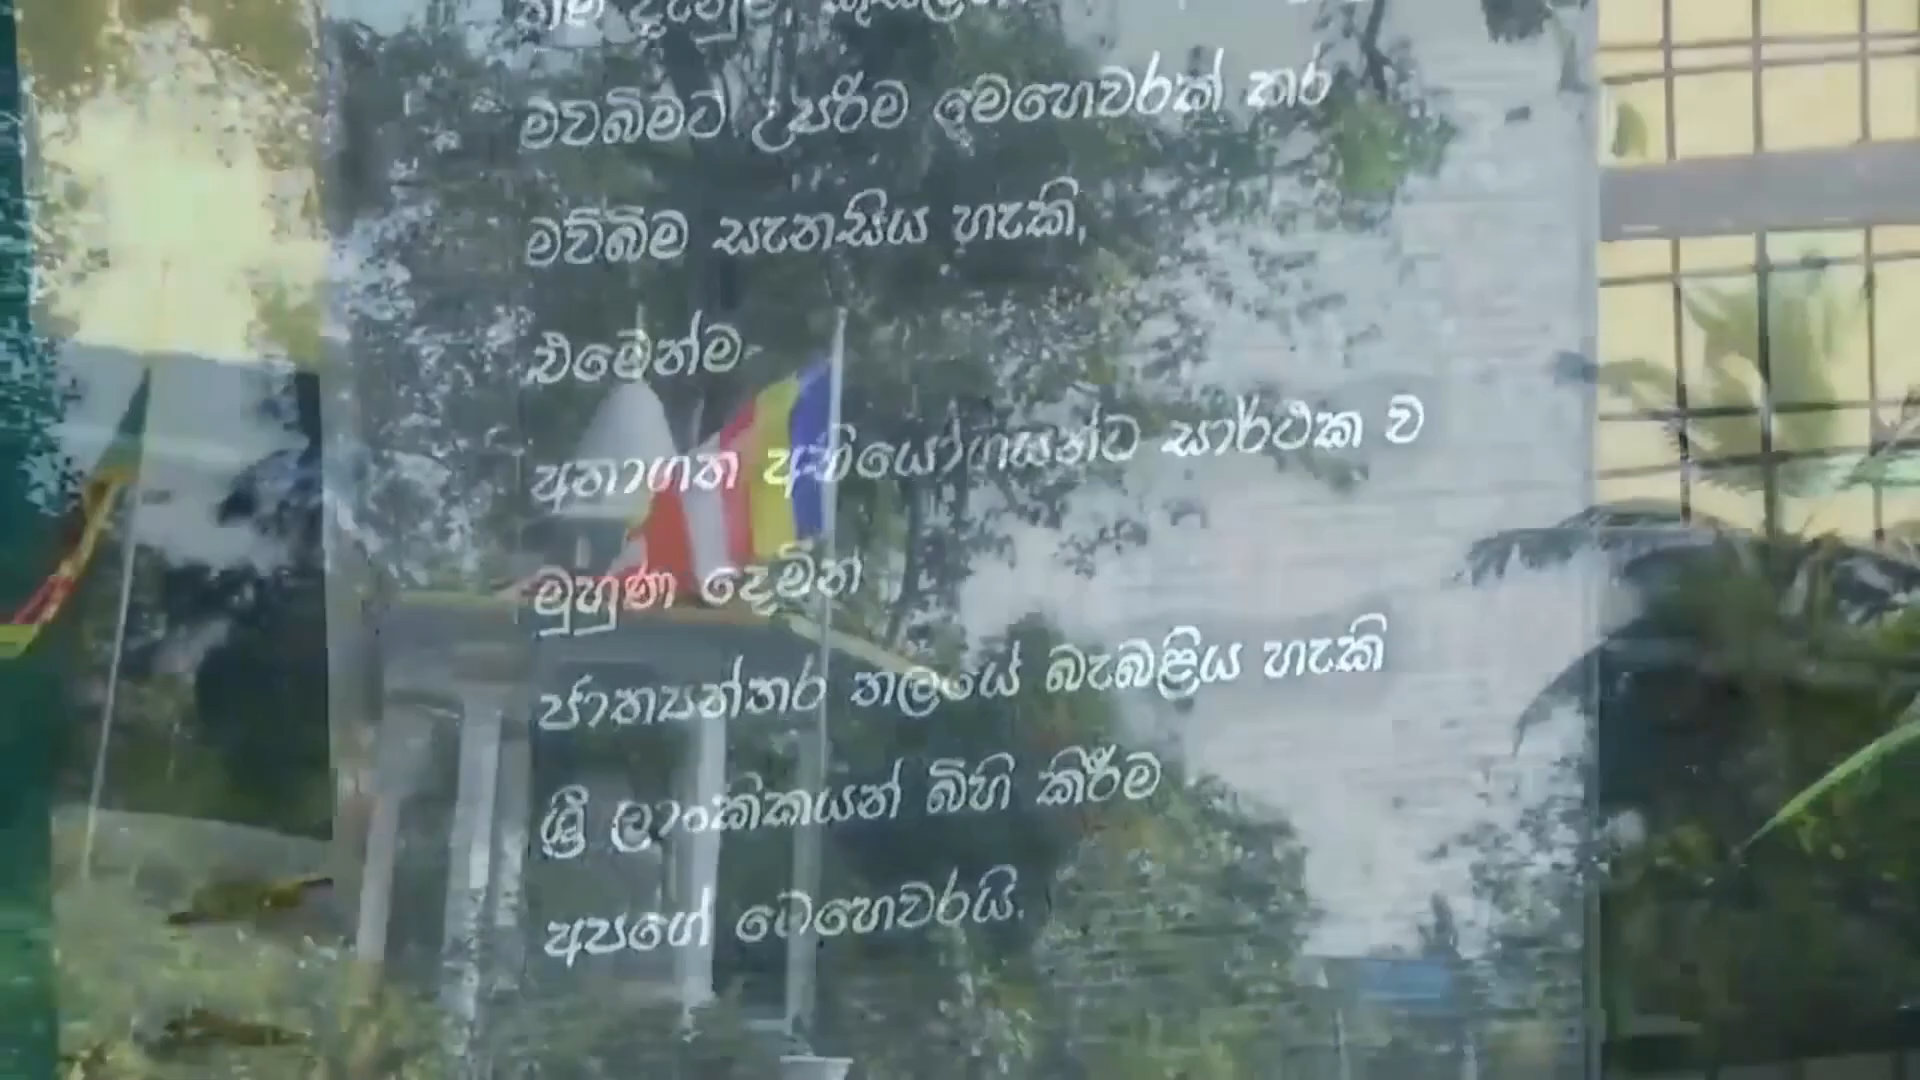 මව්බිමට උපරිම මෙහෙවරක් කර
මව්බිම සැනසිය හැකි,
එමෙන්ම
අනාගත අභියෝගයන්ට සාර්ථක ව
මුහුණ දෙමින්
ජාත්‍යන්තර තලයේ බැබළිය හැකි
ශ්‍රී ලාංකිකයන් බිහි කිරීම
අපගේ මෙහෙවරයි.